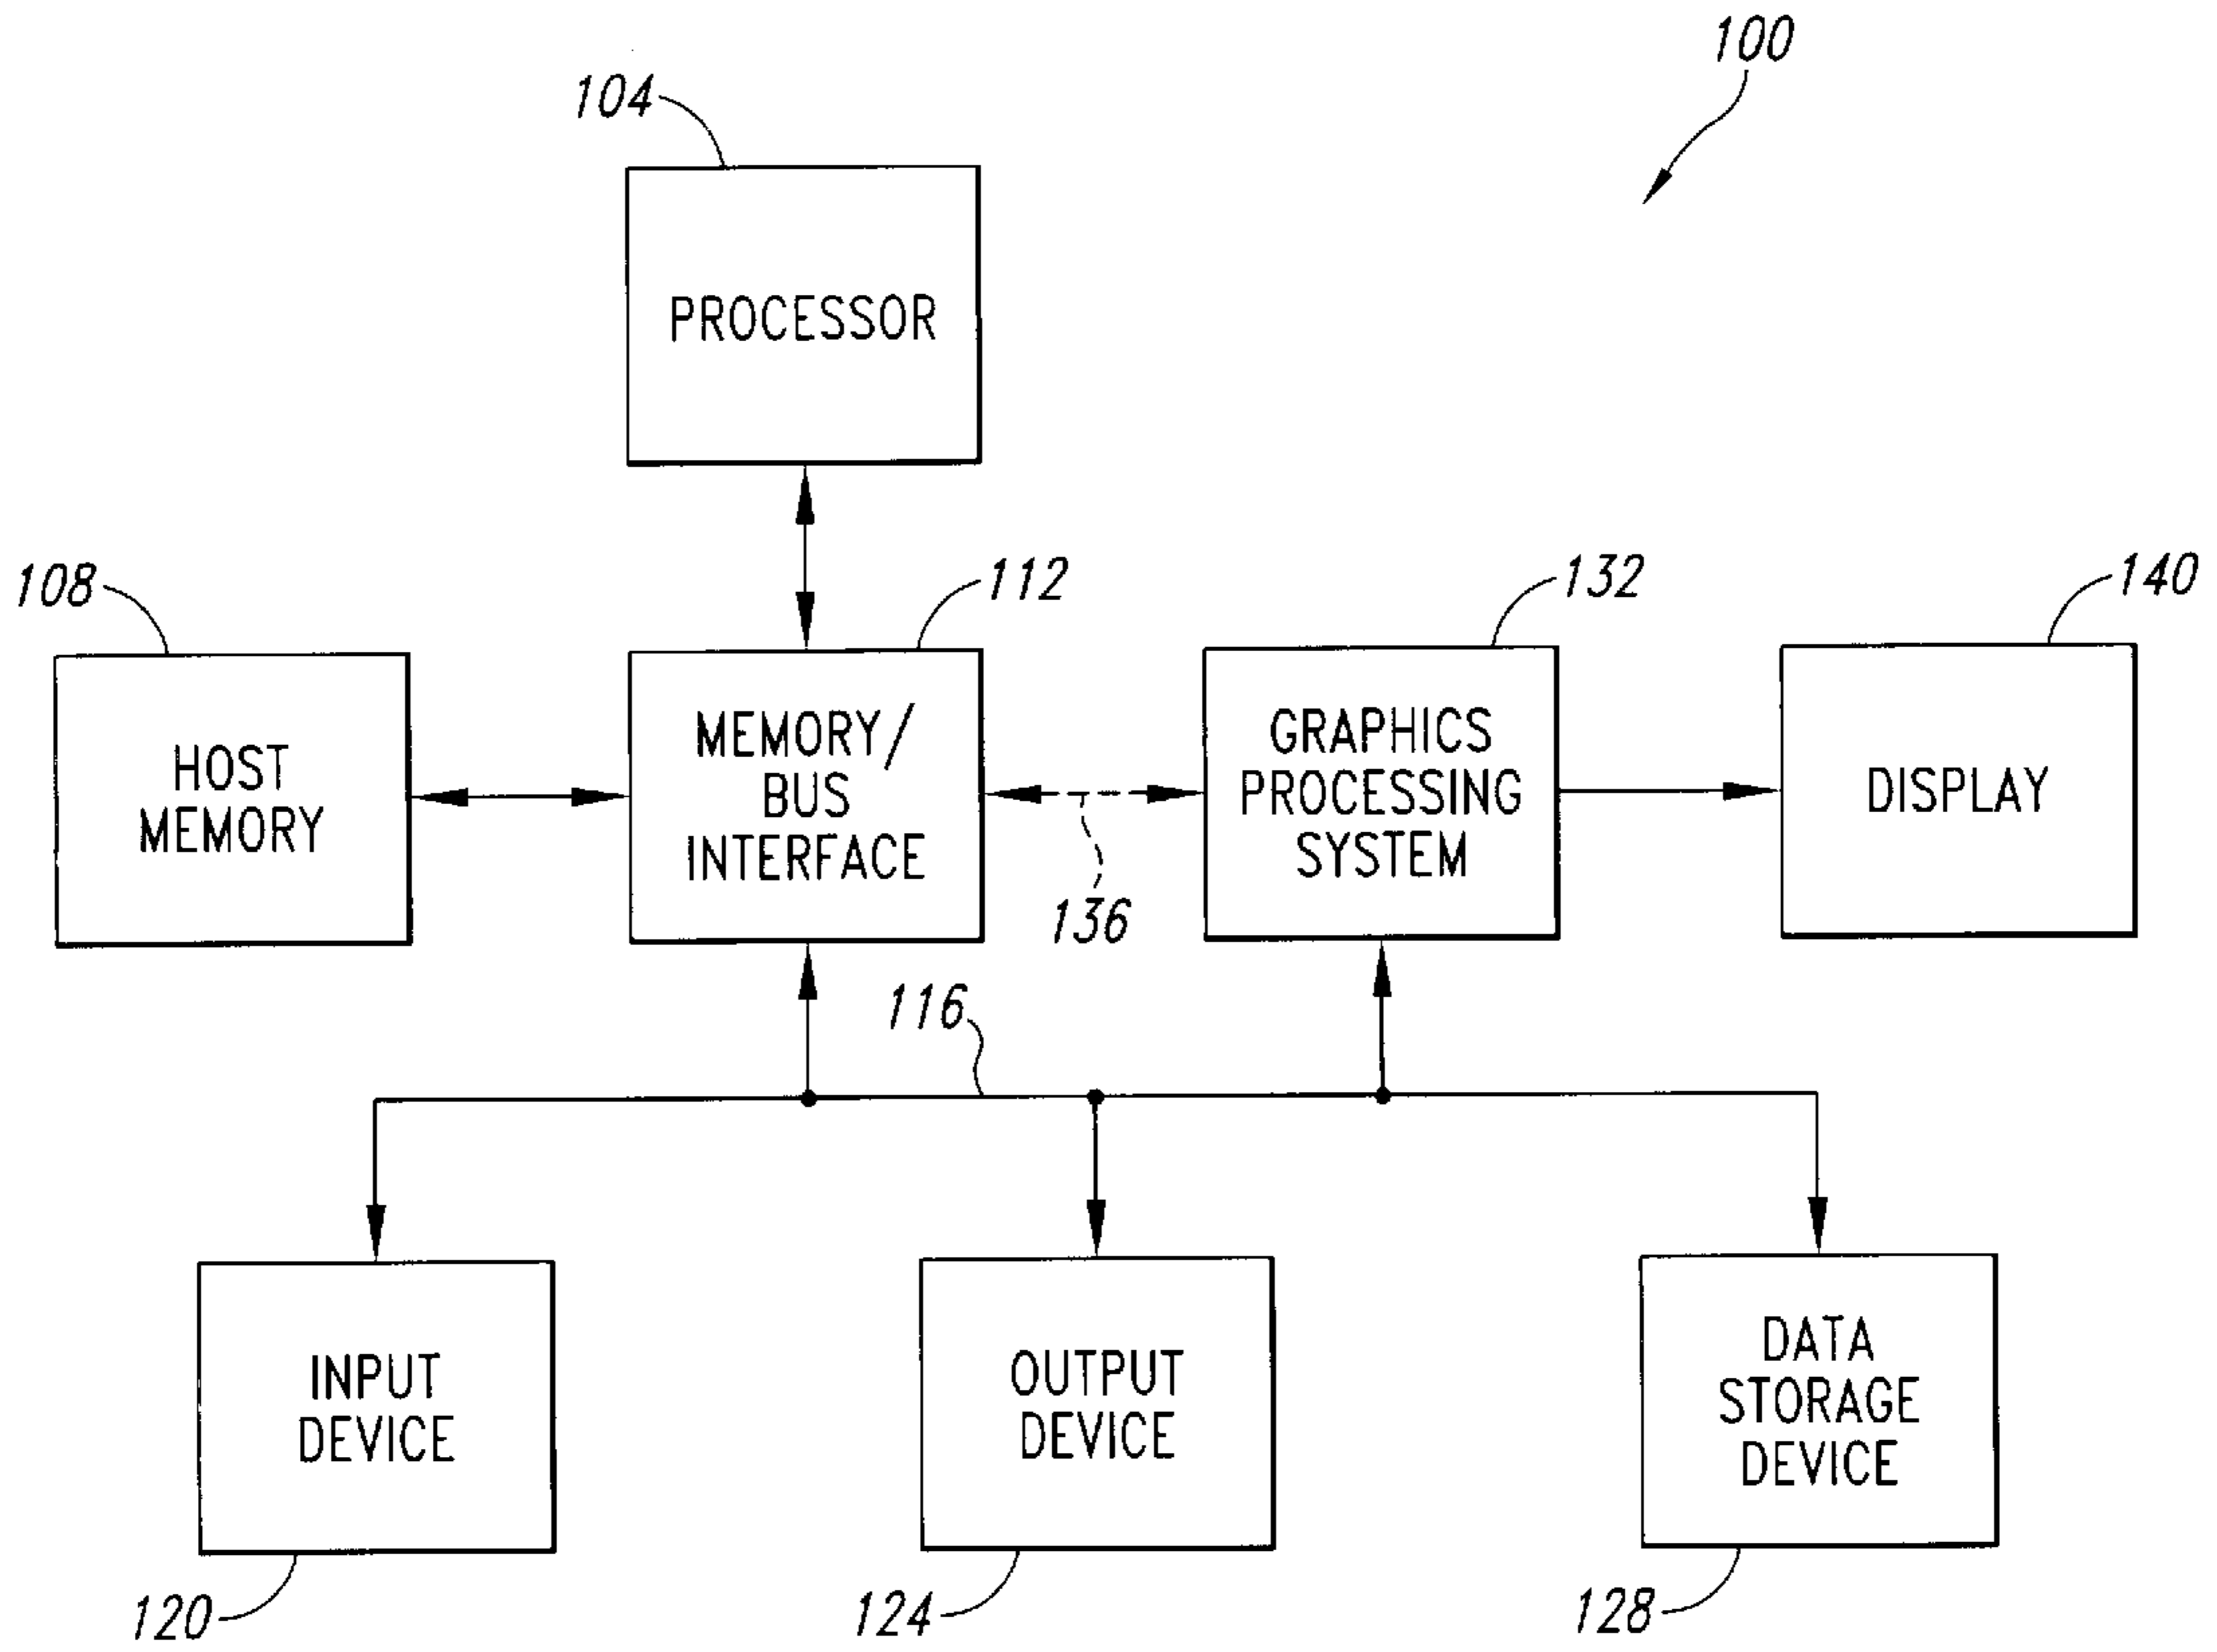 100
104
PROCESSOR
108
112
132
140
HOST
MEMORY
MEMORY/
BUS
INTERFACE
GRAPHICS
PROCESSING
SYSTEM
DISPLAY
136
116
INPUT
DEVICE
OUTPUT
DEVICE
DATA
STORAGE
DEVICE
120
124
128